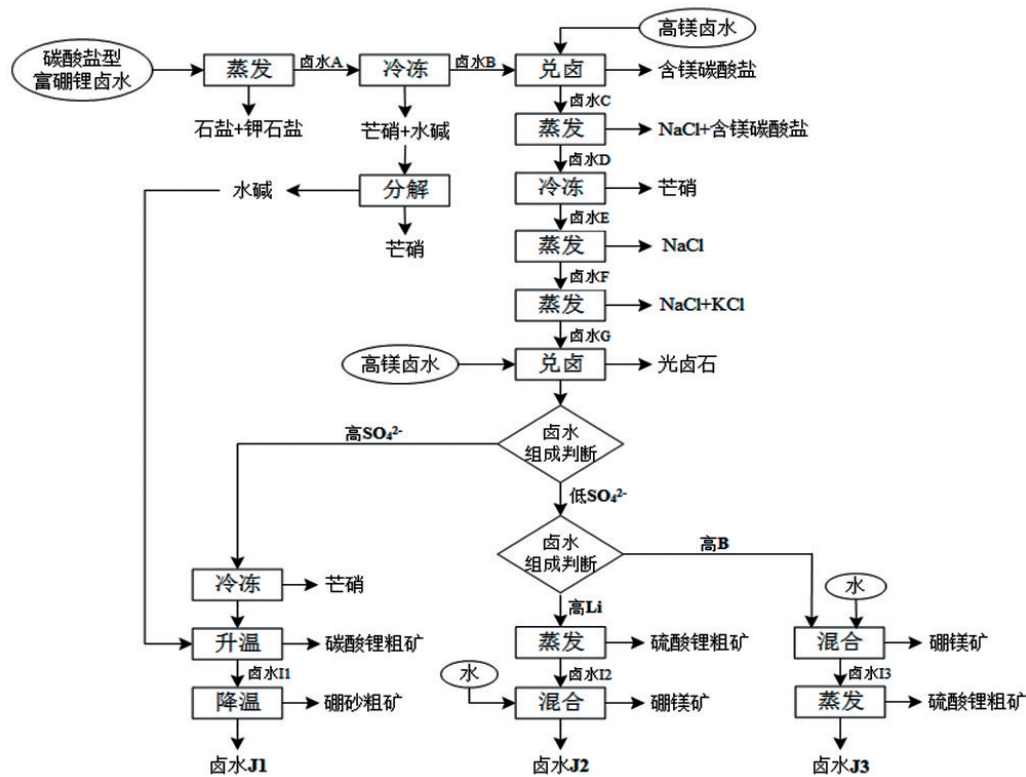 高镁卤水
碳酸盐型
富硼锂卤水
蒸发
卤水A
冷冻
卤水B
兑卤
含镁碳酸盐
石盐+钾石盐
芒硝+水碱
卤水C
蒸发
NaCl+含镁碳酸盐
卤水D
水碱
分解
冷冻
芒硝
芒硝
卤水E
蒸发
NaCl
卤水F
蒸发
NaCl+KCl
卤水G
高镁卤水
兑卤
光卤石
高SO₄²⁻
卤水
组成判断
低SO₄²⁻
卤水
组成判断
高B
冷冻
芒硝
高Li
水
升温
碳酸锂粗矿
蒸发
硫酸锂粗矿
混合
硼镁矿
卤水I1
水
卤水I2
卤水I3
降温
硼砂粗矿
混合
硼镁矿
蒸发
硫酸锂粗矿
卤水J1
卤水J2
卤水J3